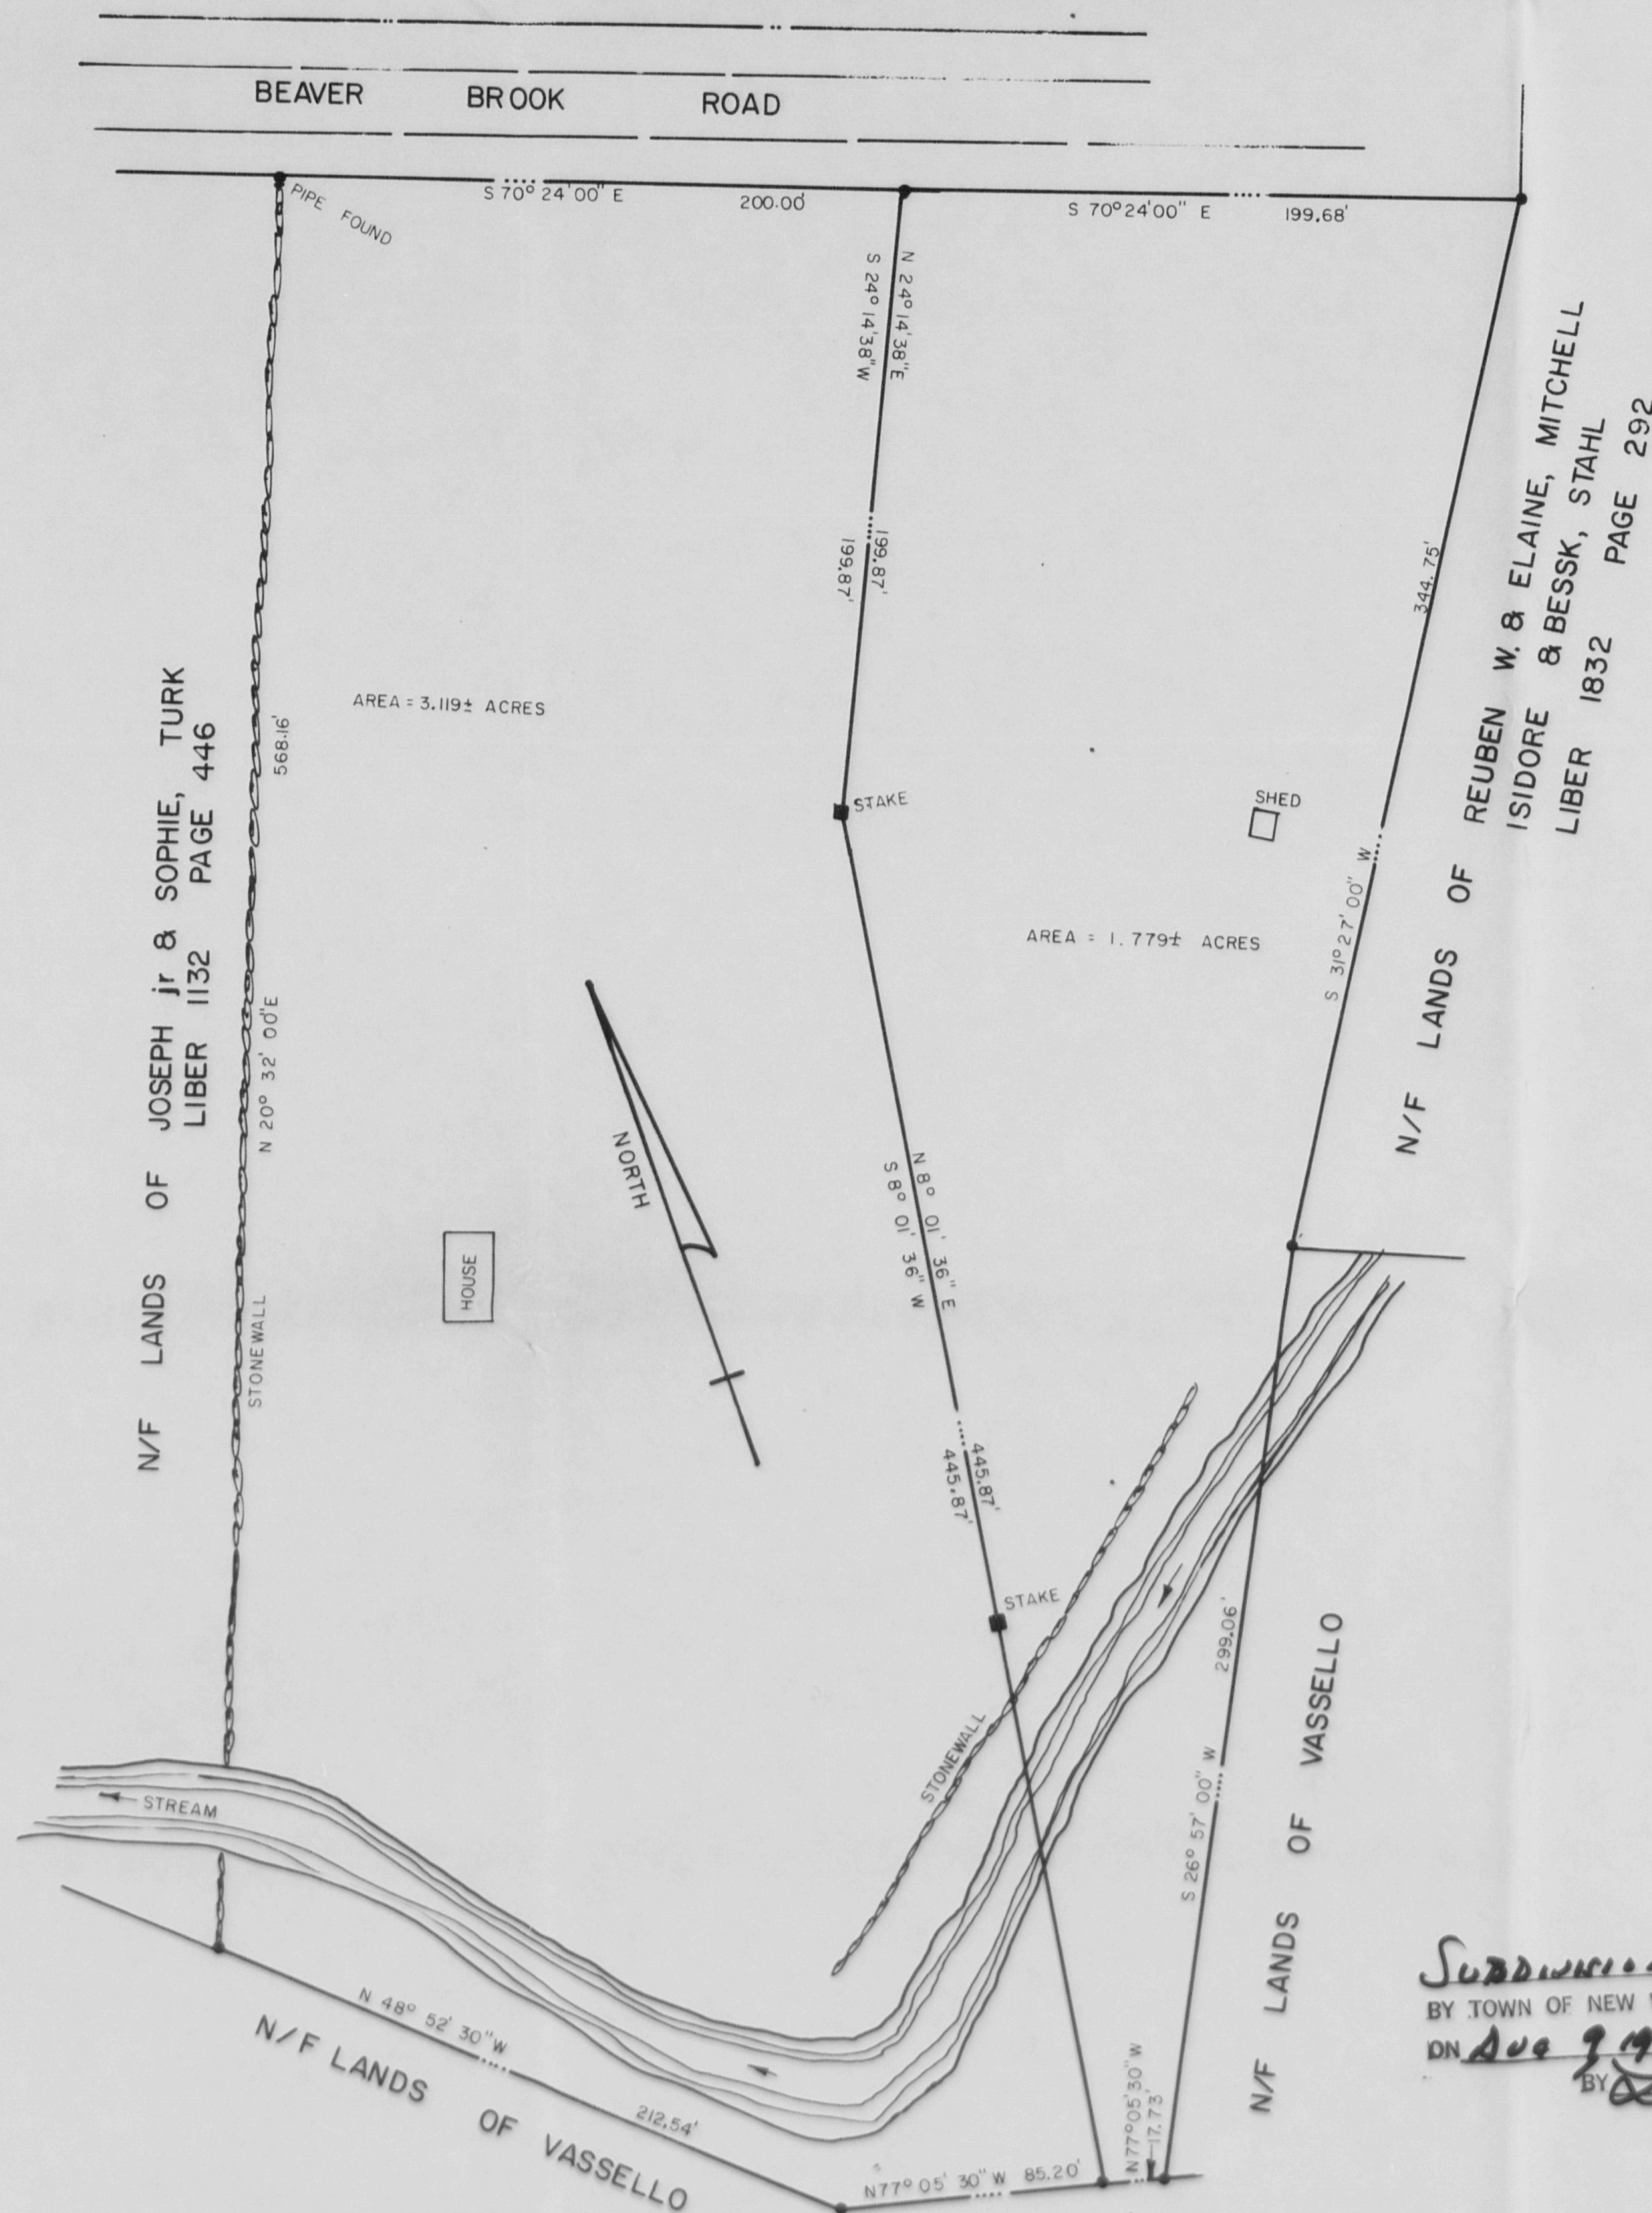 BEAVER BROOK ROAD
PIPE FOUND
S 70° 24' 00" E 200.00'
S 70° 24' 00" E 199.68'
S 24° 14' 38" W
N 24° 14' 38" E
199.87'
199.87'
344.75'
S 31° 27' 00" W
N/F LANDS OF REUBEN W. & ELAINE, MITCHELL
ISIDORE & BESSK, STAHL
LIBER 1832 PAGE 292
N/F LANDS OF JOSEPH jr & SOPHIE, TURK
LIBER 1132 PAGE 446
568.16'
N 20° 32' 00" E
STONEWALL
AREA = 3.119± ACRES
STAKE
SHED
AREA = 1.779± ACRES
NORTH
HOUSE
N 8° 01' 36" E
S 8° 01' 36" W
445.87'
445.87'
STAKE
STONEWALL
299.06'
S 26° 57' 00" W
N/F LANDS OF VASSELLO
STREAM
N 48° 52' 30" W
212.54'
N/F LANDS OF VASSELLO
N77° 05' 30" W 85.20'
N77° 05' 30" W
17.73'
BY TOWN OF NEW
ON Aug 9 19
BY